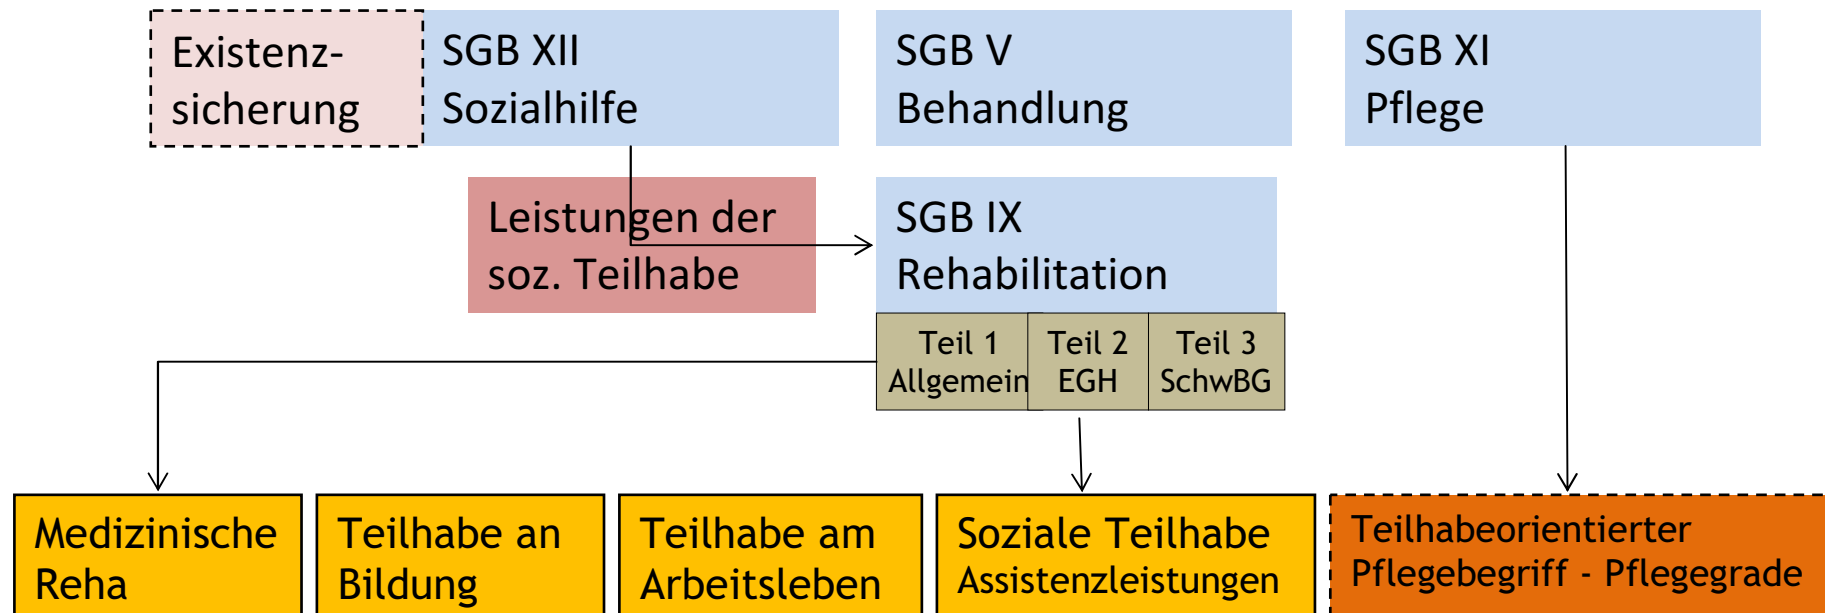 Existenz-
sicherung
SGB XII
Sozialhilfe
SGB V
Behandlung
SGB XI
Pflege
Leistungen der
soz. Teilhabe
SGB IX
Rehabilitation
Teil 1
Allgemein
Teil 2
EGH
Teil 3
SchwBG
Medizinische
Reha
Teilhabe an
Bildung
Teilhabe am
Arbeitsleben
Soziale Teilhabe
Assistenzleistungen
Teilhabeorientierter
Pflegebegriff - Pflegegrade